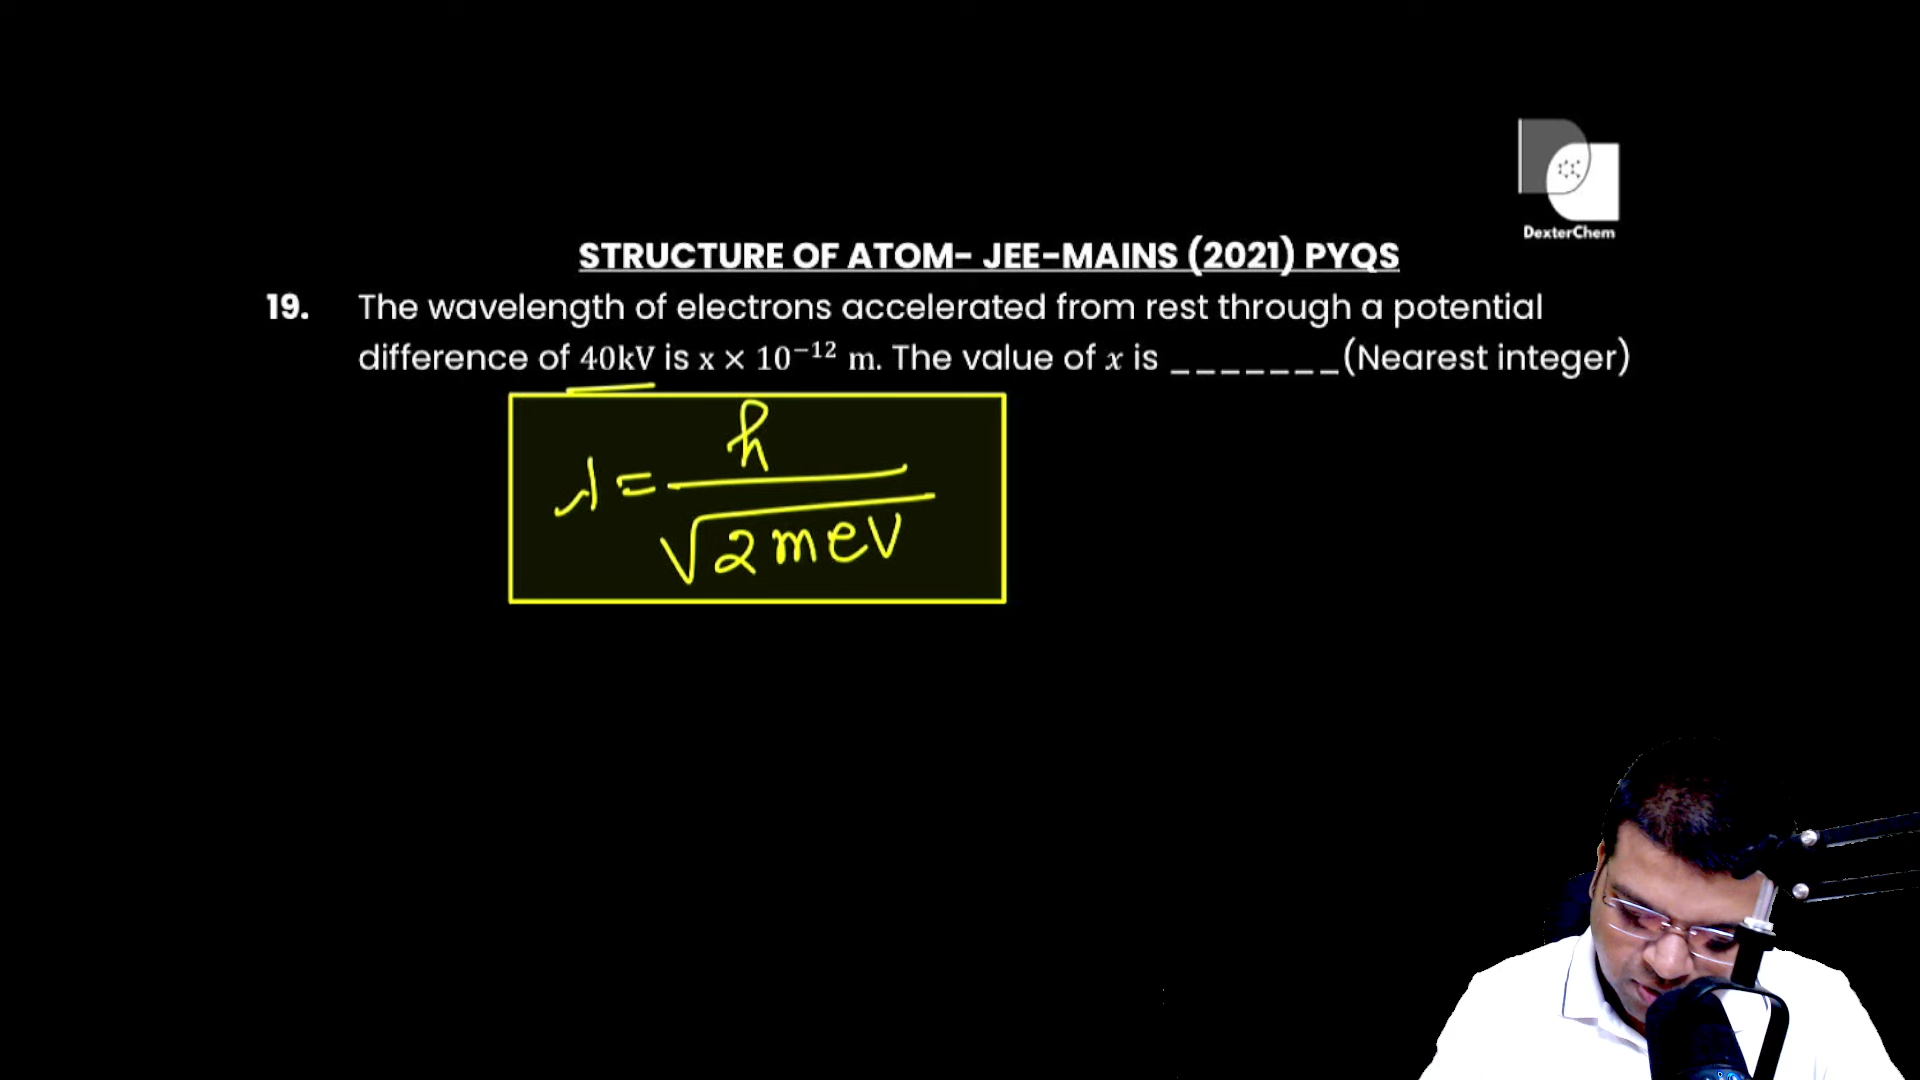 DexterChem
STRUCTURE OF ATOM- JEE-MAINS (2021) PYQS
19. The wavelength of electrons accelerated from rest through a potential
difference of 40kV is x × 10⁻¹² m. The value of x is _______(Nearest integer)
λ = h / √2meV